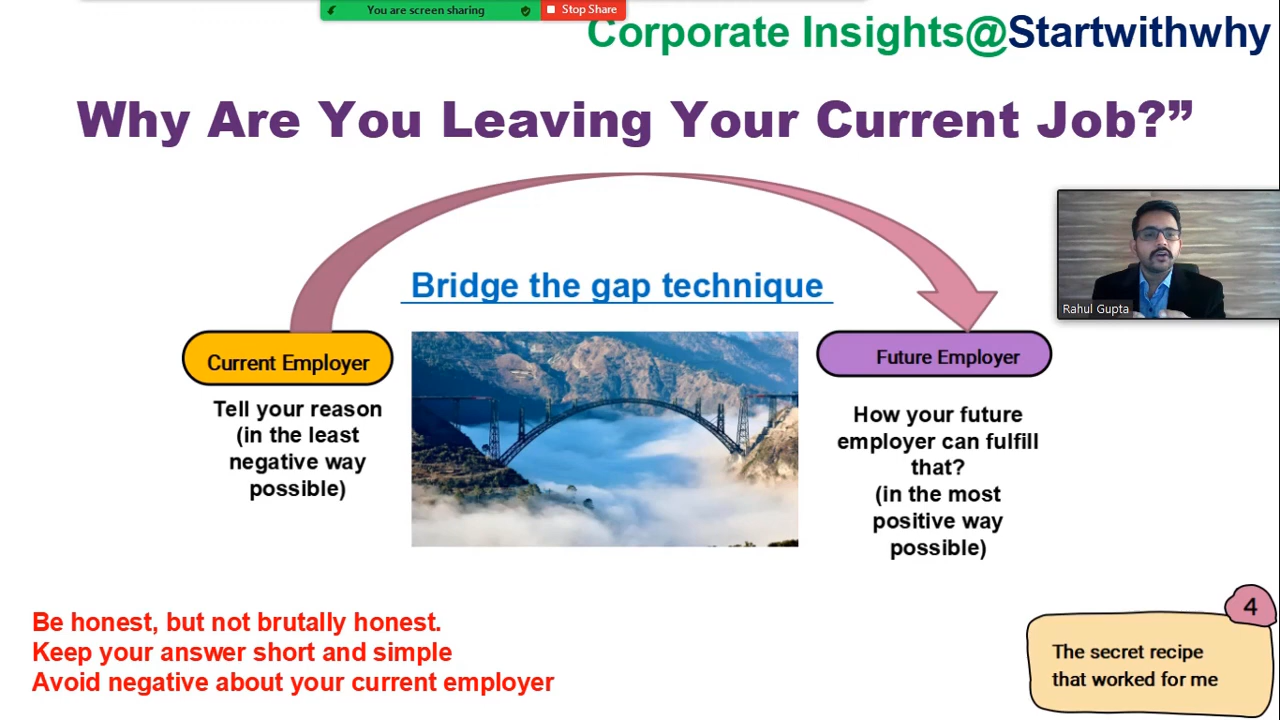 You are screen sharing
Stop Share
Corporate Insights@Startwithwhy
Why Are You Leaving Your Current Job?”
Bridge the gap technique
Current Employer
Tell your reason
(in the least
negative way
possible)
Future Employer
How your future
employer can fulfill
that?
(in the most
positive way
possible)
Rahul Gupta
Be honest, but not brutally honest.
Keep your answer short and simple
Avoid negative about your current employer
4
The secret recipe
that worked for me